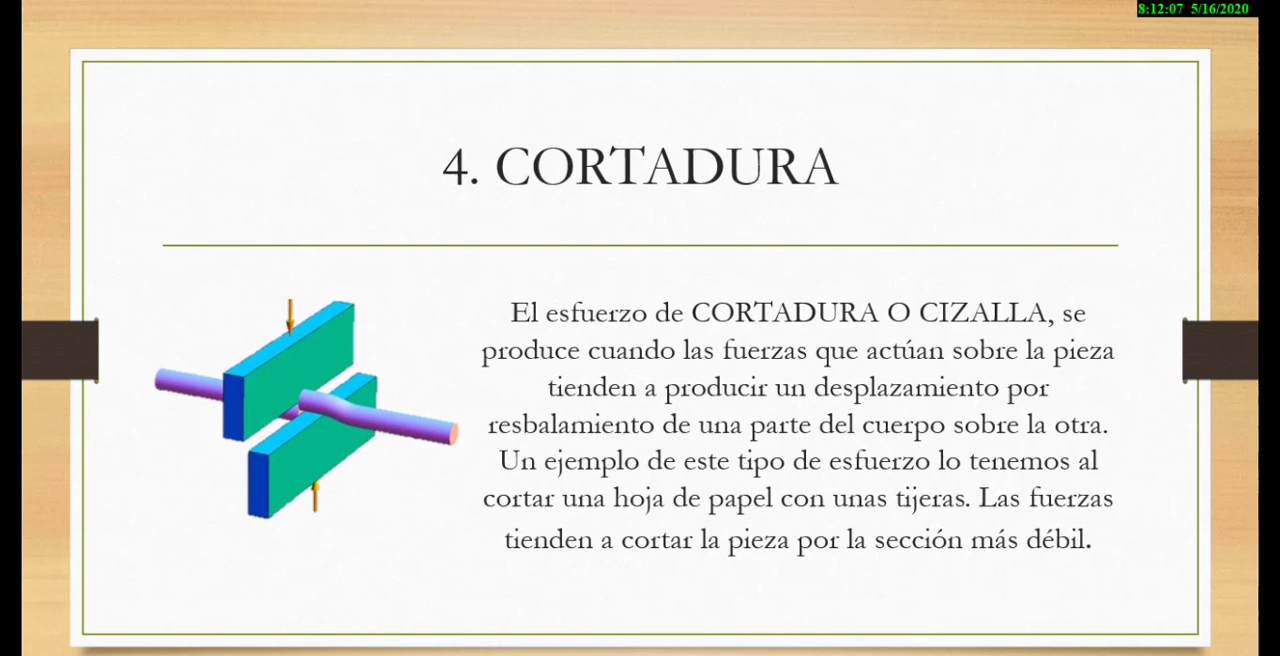 8:12:07 5/16/2020
4. CORTADURA
El esfuerzo de CORTADURA O CIZALLA, se
produce cuando las fuerzas que actúan sobre la pieza
tienden a producir un desplazamiento por
resbalamiento de una parte del cuerpo sobre la otra.
Un ejemplo de este tipo de esfuerzo lo tenemos al
cortar una hoja de papel con unas tijeras. Las fuerzas
tienden a cortar la pieza por la sección más débil.